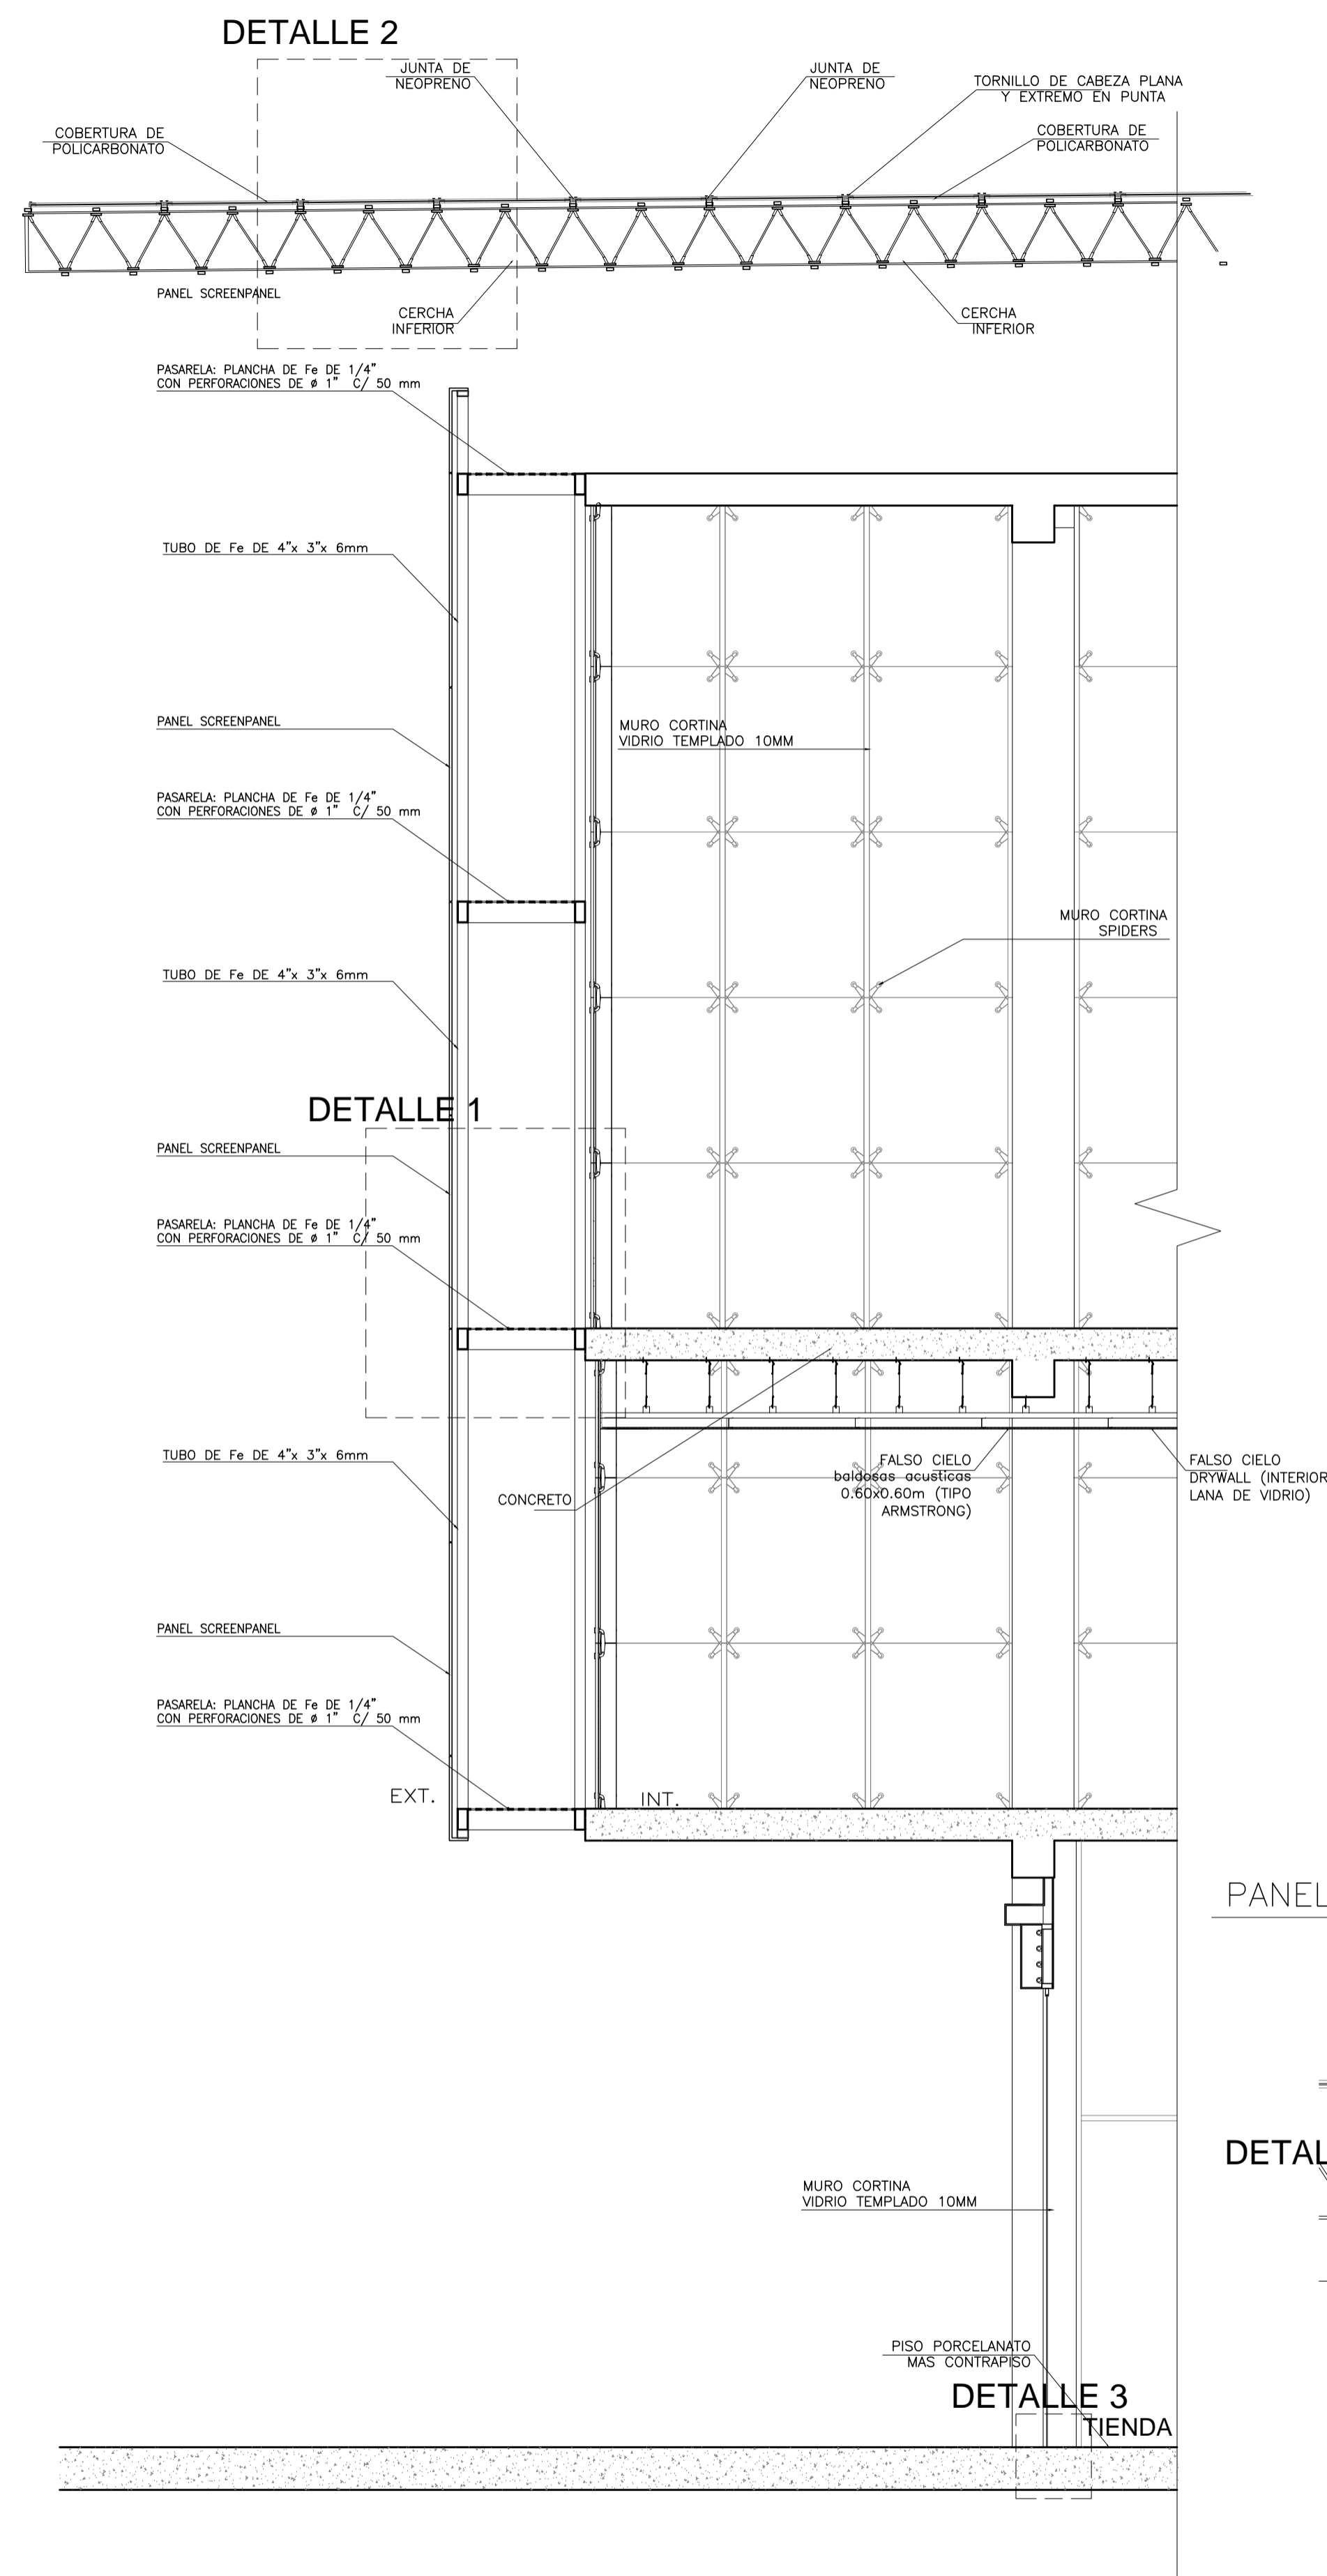 DETALLE 2
JUNTA DE
NEOPRENO
JUNTA DE
NEOPRENO
TORNILLO DE CABEZA PLANA
Y EXTREMO EN PUNTA
COBERTURA DE
POLICARBONATO
COBERTURA DE
POLICARBONATO
PANEL SCREENPANEL
CERCHA
INFERIOR
CERCHA
INFERIOR
PASARELA: PLANCHA DE Fe DE 1/4"
CON PERFORACIONES DE ø 1" C/ 50 mm
TUBO DE Fe DE 4"x 3"x 6mm
PANEL SCREENPANEL
MURO CORTINA
VIDRIO TEMPLADO 10MM
PASARELA: PLANCHA DE Fe DE 1/4"
CON PERFORACIONES DE ø 1" C/ 50 mm
MURO CORTINA
SPIDERS
TUBO DE Fe DE 4"x 3"x 6mm
DETALLE 1
PANEL SCREENPANEL
PASARELA: PLANCHA DE Fe DE 1/4"
CON PERFORACIONES DE ø 1" C/ 50 mm
TUBO DE Fe DE 4"x 3"x 6mm
CONCRETO
FALSO CIELO
baldosas acusticas
0.60x0.60m (TIPO
ARMSTRONG)
FALSO CIELO
DRYWALL (INTERIOR
LANA DE VIDRIO)
PANEL SCREENPANEL
PASARELA: PLANCHA DE Fe DE 1/4"
CON PERFORACIONES DE ø 1" C/ 50 mm
EXT.
INT.
PANEL
DETAL
MURO CORTINA
VIDRIO TEMPLADO 10MM
PISO PORCELANATO
MAS CONTRAPISO
DETALLE 3
TIENDA